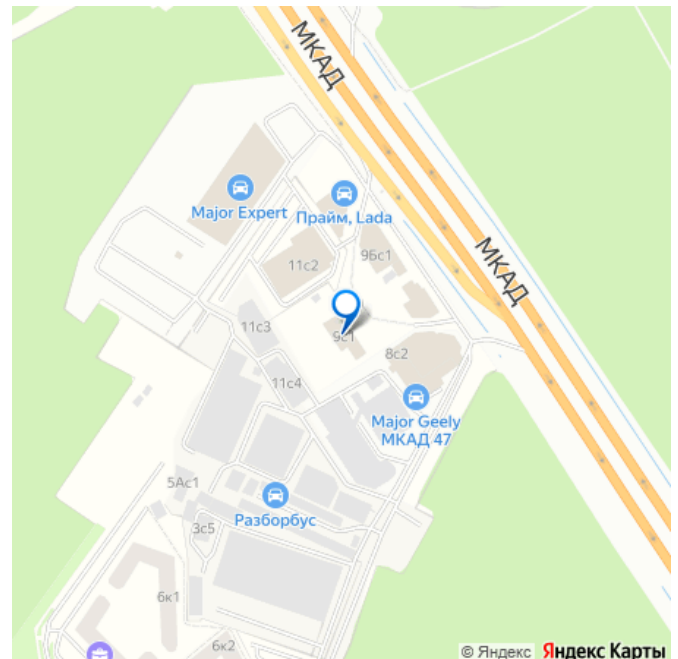 МКАД
Major Expert
Прайм, Lada
11с2
9Бс1
МКАД
11с3
9с1
8с2
11с4
Major Geely
МКАД 47
5Ас1
Разборбус
3с5
6к1
6к2
© Яндекс Яндекс Карты